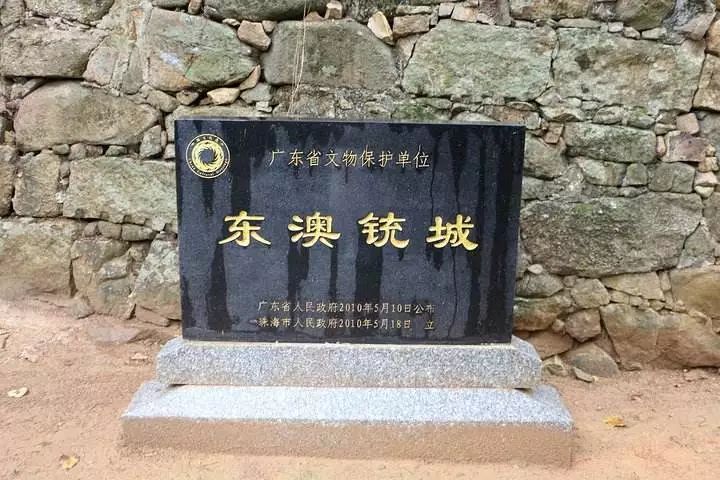 广东省文物保护单位
东澳铳城
广东省人民政府2010年5月10日公布
珠海市人民政府2010年5月18日 立